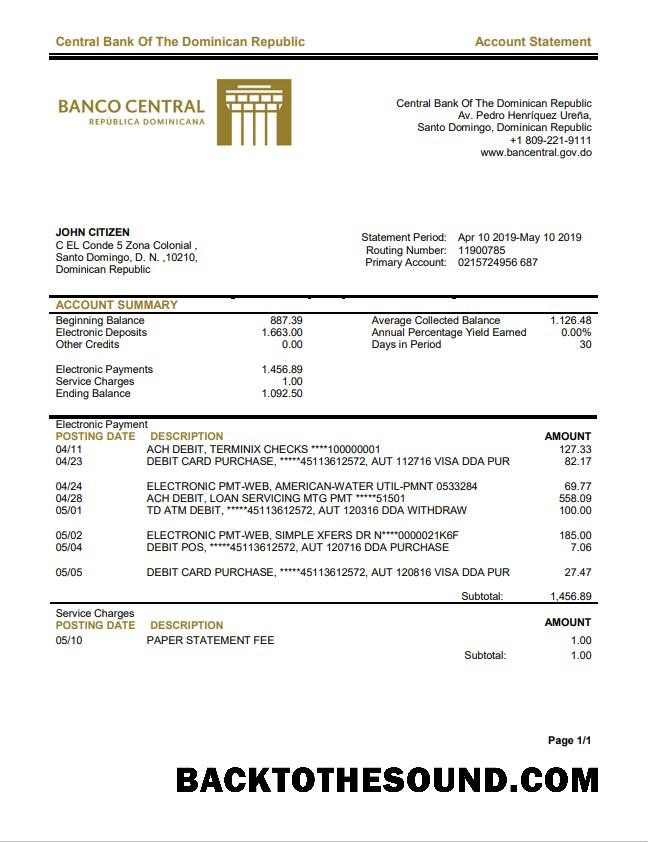 Central Bank Of The Dominican Republic Account Statement
BANCO CENTRAL
REPÚBLICA DOMINICANA
Central Bank Of The Dominican Republic
Av. Pedro Henríquez Ureña,
Santo Domingo, Dominican Republic
+1 809-221-9111
www.bancentral.gov.do
JOHN CITIZEN
C EL Conde 5 Zona Colonial ,
Santo Domingo, D. N. ,10210,
Dominican Republic
Statement Period: Apr 10 2019-May 10 2019
Routing Number: 11900785
Primary Account: 0215724956 687
ACCOUNT SUMMARY
Beginning Balance 887.39 Average Collected Balance 1.126.48
Electronic Deposits 1.663.00 Annual Percentage Yield Earned 0.00%
Other Credits 0.00 Days in Period 30
Electronic Payments 1.456.89
Service Charges 1.00
Ending Balance 1.092.50
Electronic Payment
POSTING DATE DESCRIPTION AMOUNT
04/11 ACH DEBIT, TERMINIX CHECKS ****100000001 127.33
04/23 DEBIT CARD PURCHASE, *****45113612572, AUT 112716 VISA DDA PUR 82.17
04/24 ELECTRONIC PMT-WEB, AMERICAN-WATER UTIL-PMNT 0533284 69.77
04/28 ACH DEBIT, LOAN SERVICING MTG PMT *****51501 558.09
05/01 TD ATM DEBIT, *****45113612572, AUT 120316 DDA WITHDRAW 100.00
05/02 ELECTRONIC PMT-WEB, SIMPLE XFERS DR N****0000021K6F 185.00
05/04 DEBIT POS, *****45113612572, AUT 120716 DDA PURCHASE 7.06
05/05 DEBIT CARD PURCHASE, *****45113612572, AUT 120816 VISA DDA PUR 27.47
Subtotal: 1,456.89
Service Charges
POSTING DATE DESCRIPTION AMOUNT
05/10 PAPER STATEMENT FEE 1.00
Subtotal: 1.00
Page 1/1
BACKTOTHESOUND.COM